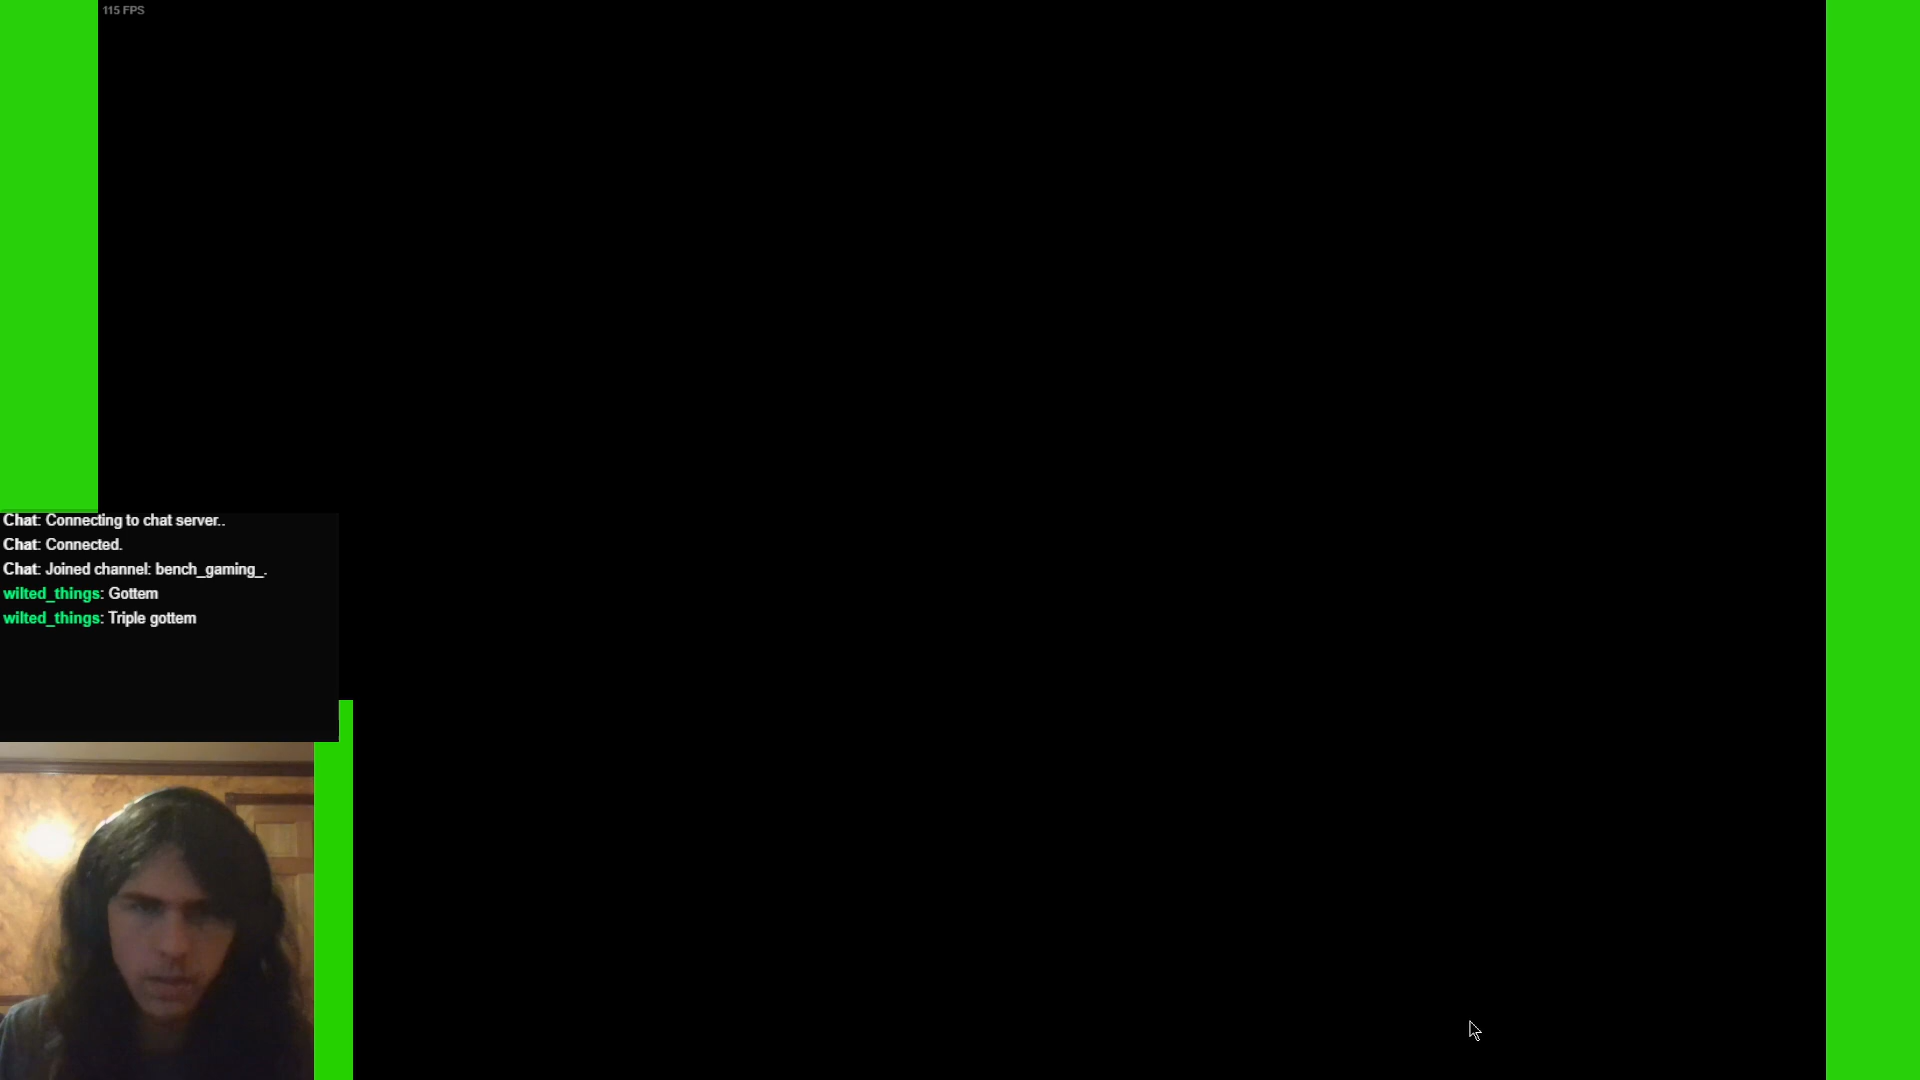 115 FPS
Chat: Connecting to chat server..
Chat: Connected.
Chat: Joined channel: bench_gaming_.
wilted_things: Gottem
wilted_things: Triple gottem